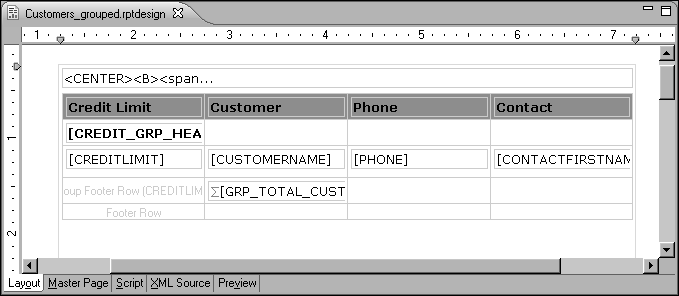 Customers_grouped.rptdesign
1 2 3 4 5 6 7
<CENTER><B><span...
Credit Limit Customer Phone Contact
[CREDIT_GRP_HEA
[CREDITLIMIT] [CUSTOMERNAME] [PHONE] [CONTACTFIRSTNAM
1
oup Footer Row (CREDITLIM Σ[GRP_TOTAL_CUST
Footer Row
2
Layout Master Page Script XML Source Preview